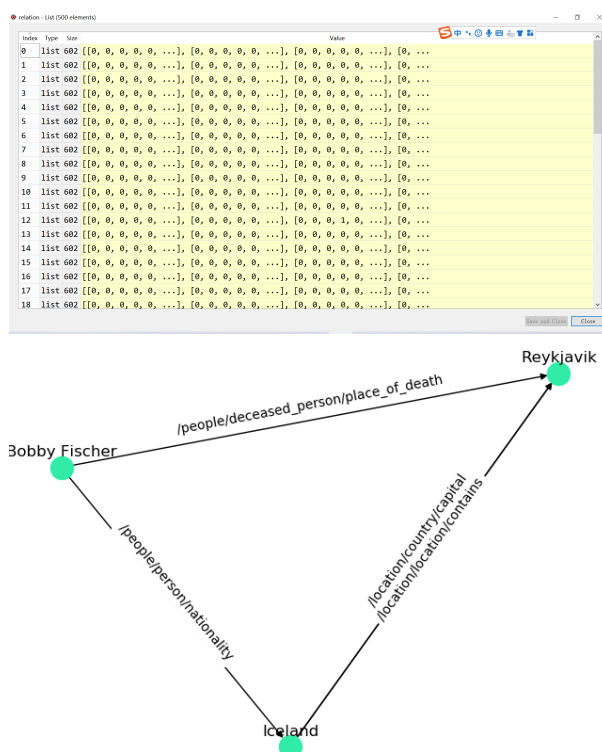 relation - List (500 elements)
Index Type Size Value
中
0 list 602 [[0, 0, 0, 0, 0, ...], [0, 0, 0, 0, 0, ...], [0, 0, 0, 0, 0, ...], [0, ...
1 list 602 [[0, 0, 0, 0, 0, ...], [0, 0, 0, 0, 0, ...], [0, 0, 0, 0, 0, ...], [0, ...
2 list 602 [[0, 0, 0, 0, 0, ...], [0, 0, 0, 0, 0, ...], [0, 0, 0, 0, 0, ...], [0, ...
3 list 602 [[0, 0, 0, 0, 0, ...], [0, 0, 0, 0, 0, ...], [0, 0, 0, 0, 0, ...], [0, ...
4 list 602 [[0, 0, 0, 0, 0, ...], [0, 0, 0, 0, 0, ...], [0, 0, 0, 0, 0, ...], [0, ...
5 list 602 [[0, 0, 0, 0, 0, ...], [0, 0, 0, 0, 0, ...], [0, 0, 0, 0, 0, ...], [0, ...
6 list 602 [[0, 0, 0, 0, 0, ...], [0, 0, 0, 0, 0, ...], [0, 0, 0, 0, 0, ...], [0, ...
7 list 602 [[0, 0, 0, 0, 0, ...], [0, 0, 0, 0, 0, ...], [0, 0, 0, 0, 0, ...], [0, ...
8 list 602 [[0, 0, 0, 0, 0, ...], [0, 0, 0, 0, 0, ...], [0, 0, 0, 0, 0, ...], [0, ...
9 list 602 [[0, 0, 0, 0, 0, ...], [0, 0, 0, 0, 0, ...], [0, 0, 0, 0, 0, ...], [0, ...
10 list 602 [[0, 0, 0, 0, 0, ...], [0, 0, 0, 0, 0, ...], [0, 0, 0, 0, 0, ...], [0, ...
11 list 602 [[0, 0, 0, 0, 0, ...], [0, 0, 0, 0, 0, ...], [0, 0, 0, 0, 0, ...], [0, ...
12 list 602 [[0, 0, 0, 0, 0, ...], [0, 0, 0, 0, 0, ...], [0, 0, 0, 1, 0, ...], [0, ...
13 list 602 [[0, 0, 0, 0, 0, ...], [0, 0, 0, 0, 0, ...], [0, 0, 0, 0, 0, ...], [0, ...
14 list 602 [[0, 0, 0, 0, 0, ...], [0, 0, 0, 0, 0, ...], [0, 0, 0, 0, 0, ...], [0, ...
15 list 602 [[0, 0, 0, 0, 0, ...], [0, 0, 0, 0, 0, ...], [0, 0, 0, 0, 0, ...], [0, ...
16 list 602 [[0, 0, 0, 0, 0, ...], [0, 0, 0, 0, 0, ...], [0, 0, 0, 0, 0, ...], [0, ...
17 list 602 [[0, 0, 0, 0, 0, ...], [0, 0, 0, 0, 0, ...], [0, 0, 0, 0, 0, ...], [0, ...
18 list 602 [[0, 0, 0, 0, 0, ...], [0, 0, 0, 0, 0, ...], [0, 0, 0, 0, 0, ...], [0, ...
Save and Close Close
Reykjavik
/people/deceased_person/place_of_death
Bobby Fischer
/location/country/capital
/location/location/contains
/people/person/nationality
Iceland